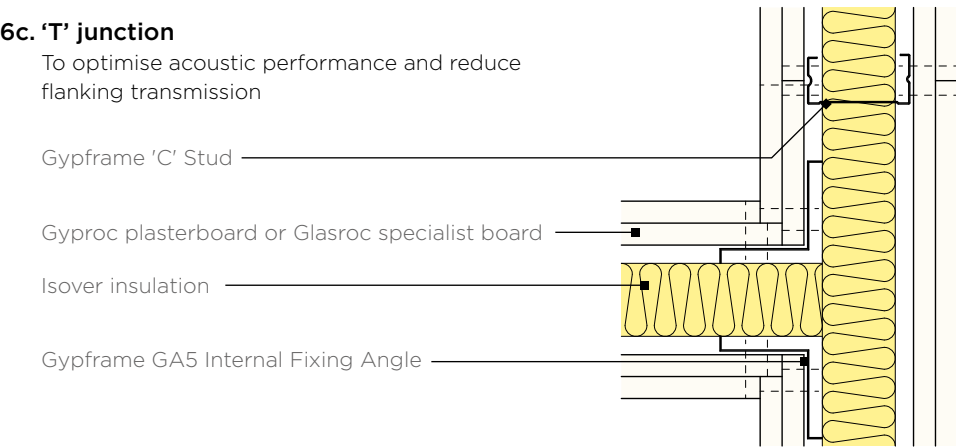 6c. ‘T’ junction
To optimise acoustic performance and reduce
flanking transmission
Gypframe 'C' Stud
Gyproc plasterboard or Glasroc specialist board
Isover insulation
Gypframe GA5 Internal Fixing Angle